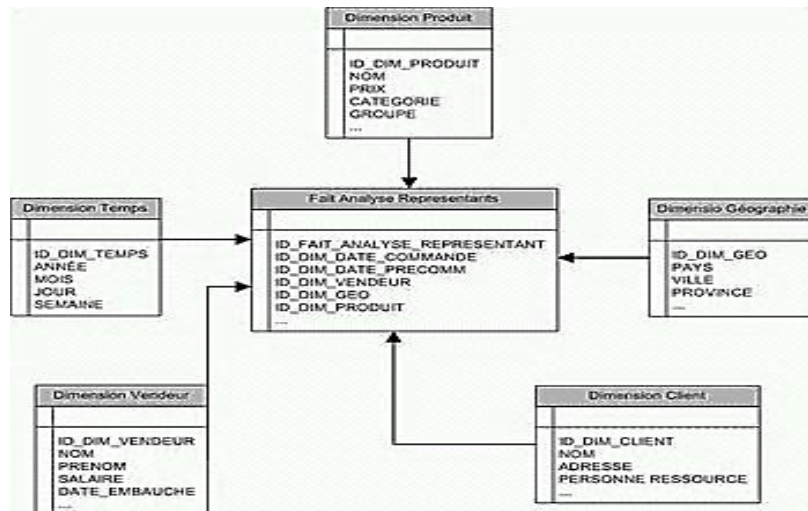 Dimension Produit
ID_DIM_PRODUIT
NOM
PRIX
CATEGORIE
GROUPE
...
Dimension Temps
ID_DIM_TEMPS
ANNÉE
MOIS
JOUR
SEMAINE
Fait Analyse Representants
ID_FAIT_ANALYSE_REPRESENTANT
ID_DIM_DATE_COMMANDE
ID_DIM_DATE_PRECOMM
ID_DIM_VENDEUR
ID_DIM_GEO
ID_DIM_PRODUIT
...
Dimensio Géographie
ID_DIM_GEO
PAYS
VILLE
PROVINCE
...
Dimension Vendeur
ID_DIM_VENDEUR
NOM
PRENOM
SALAIRE
DATE_EMBAUCHE
...
Dimension Client
ID_DIM_CLIENT
NOM
ADRESSE
PERSONNE RESSOURCE
...